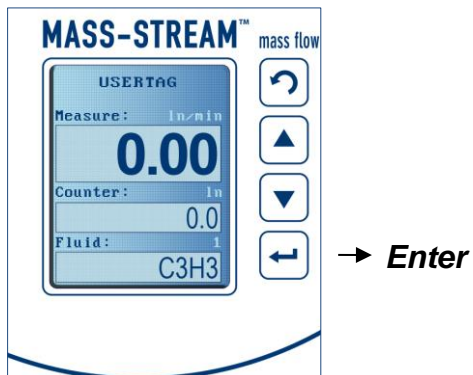 MASS-STREAM™ mass flow
USERTAG
Measure: ln/min
0.00
Counter: ln
0.0
Fluid: 1
C3H3
Enter